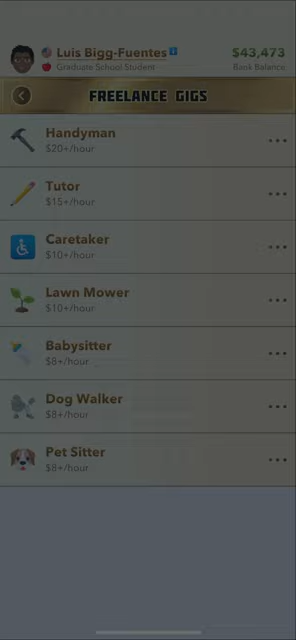 Luis Bigg-Fuentes
$43,473
Graduate School Student
Bank Balance
FREELANCE GIGS
Handyman
$20+/hour
Tutor
$15+/hour
Caretaker
$10+/hour
Lawn Mower
$10+/hour
Babysitter
$8+/hour
Dog Walker
$8+/hour
Pet Sitter
$8+/hour